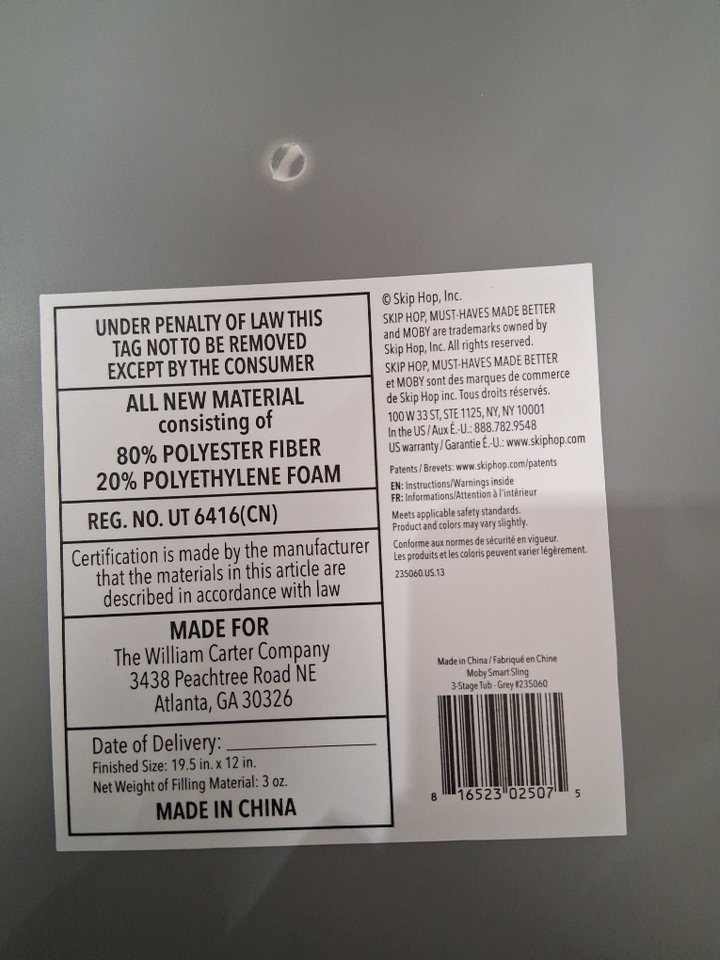 UNDER PENALTY OF LAW THIS
TAG NOT TO BE REMOVED
EXCEPT BY THE CONSUMER
ALL NEW MATERIAL
consisting of
80% POLYESTER FIBER
20% POLYETHYLENE FOAM
REG. NO. UT 6416(CN)
Certification is made by the manufacturer
that the materials in this article are
described in accordance with law
MADE FOR
The William Carter Company
3438 Peachtree Road NE
Atlanta, GA 30326
Date of Delivery:
Finished Size: 19.5 in. x 12 in.
Net Weight of Filling Material: 3 oz.
MADE IN CHINA
© Skip Hop, Inc.
SKIP HOP, MUST-HAVES MADE BETTER
and MOBY are trademarks owned by
Skip Hop, Inc. All rights reserved.
SKIP HOP, MUST-HAVES MADE BETTER
et MOBY sont des marques de commerce
de Skip Hop inc. Tous droits réservés.
100 W 33 ST, STE 1125, NY, NY 10001
In the US / Aux É.-U.: 888.782.9548
US warranty / Garantie É.-U.: www.skiphop.com
Patents / Brevets: www.skiphop.com/patents
EN: Instructions/Warnings inside
FR: Informations/Attention à l'intérieur
Meets applicable safety standards.
Product and colors may vary slightly.
Conforme aux normes de sécurité en vigueur.
Les produits et les coloris peuvent varier légèrement.
235060.US.13
Made in China / Fabriqué en Chine
Moby Smart Sling
3-Stage Tub - Grey #235060
8 16523 02507 5